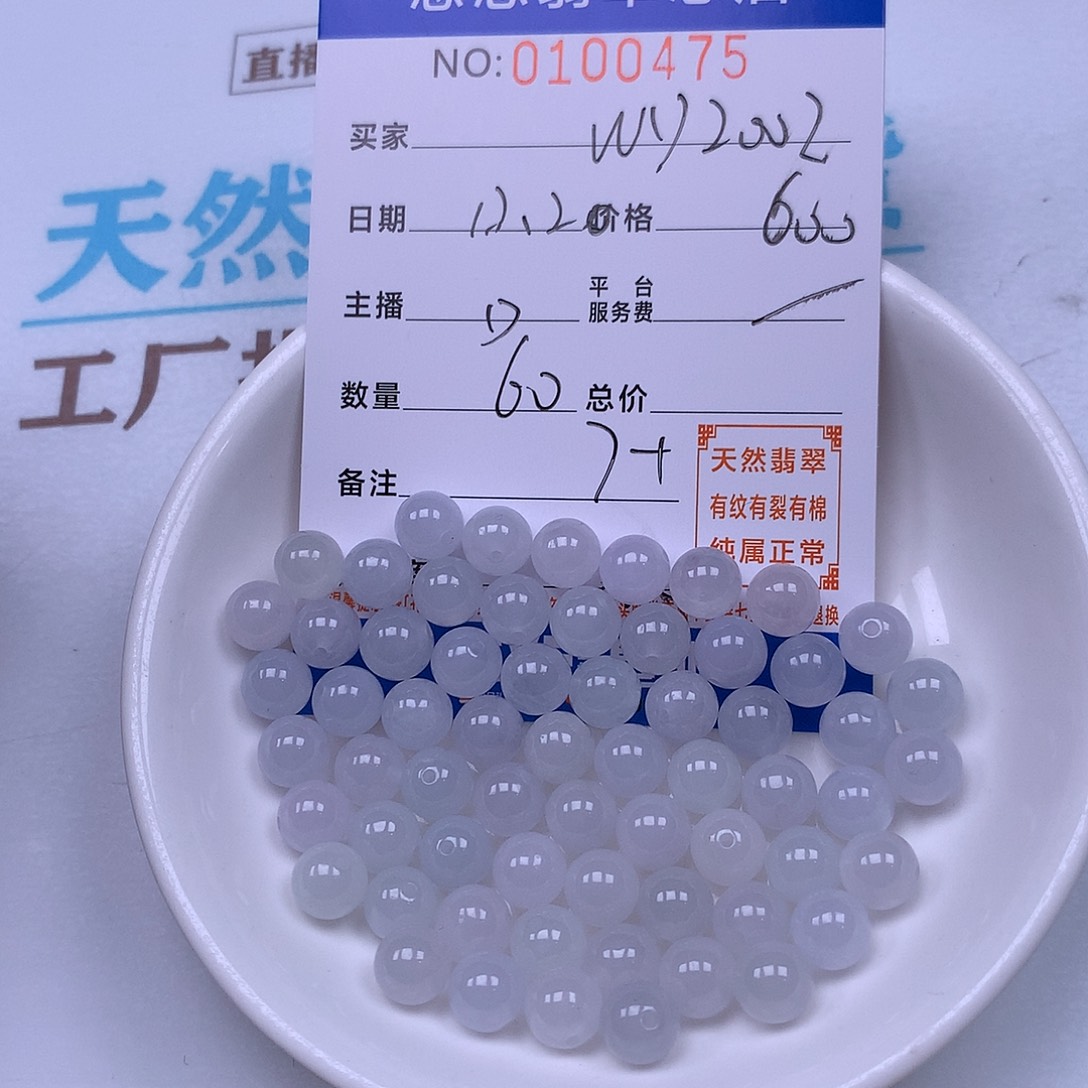 直播
天然
工厂
NO:0100475
买家 WY2002
日期 12.20 价格 600
主播
平台服务费
数量 60 总价
备注 7+
天然翡翠
有纹有裂有棉
纯属正常
退换